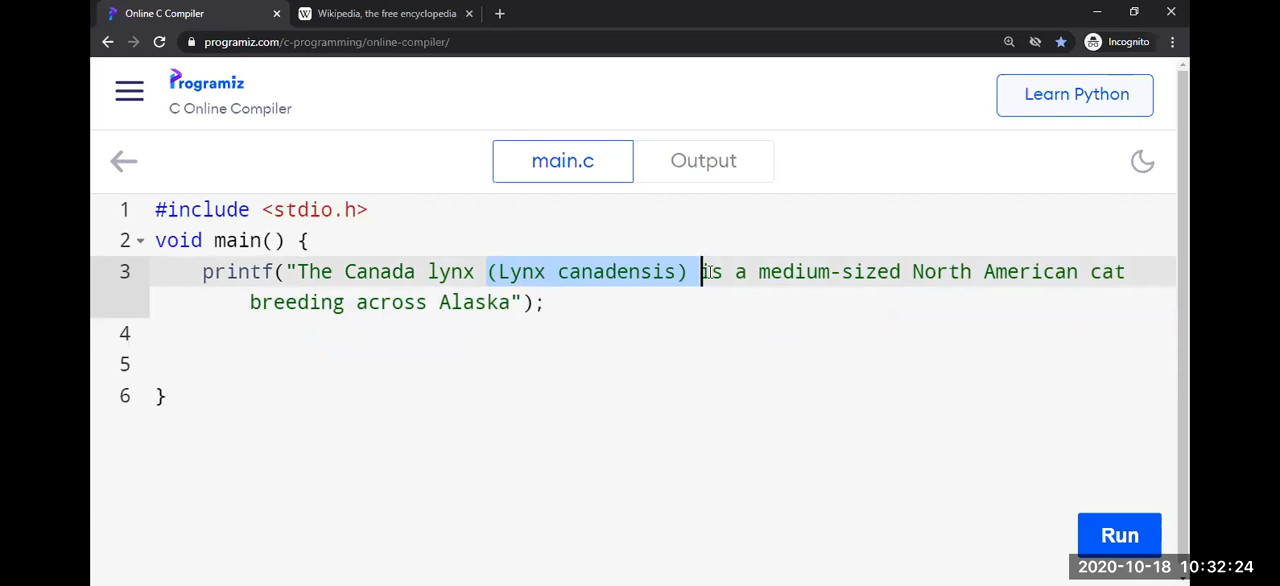 Online C Compiler
Wikipedia, the free encyclopedia
programiz.com/c-programming/online-compiler/
Incognito
Programiz
C Online Compiler
Learn Python
main.c
Output
1 #include <stdio.h>
2 void main() {
3 printf("The Canada lynx (Lynx canadensis) is a medium-sized North American cat
breeding across Alaska");
4
5
6 }
Run
2020-10-18 10:32:24